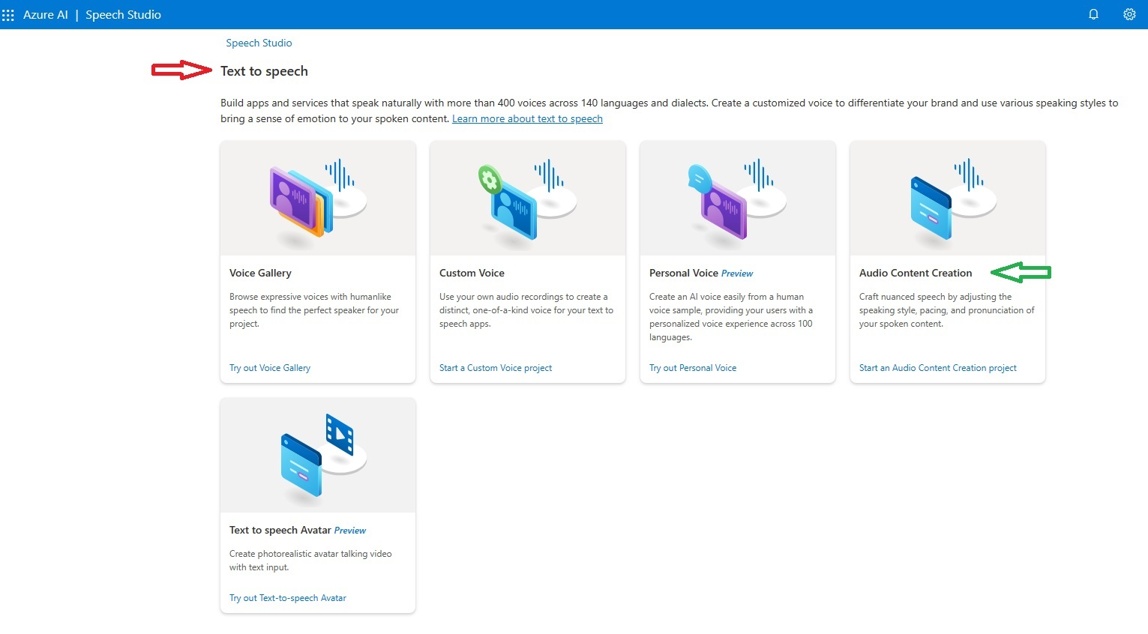 Azure AI | Speech Studio
Speech Studio
Text to speech
Build apps and services that speak naturally with more than 400 voices across 140 languages and dialects. Create a customized voice to differentiate your brand and use various speaking styles to
bring a sense of emotion to your spoken content. Learn more about text to speech
Voice Gallery
Browse expressive voices with humanlike
speech to find the perfect speaker for your
project.
Try out Voice Gallery
Custom Voice
Use your own audio recordings to create a
distinct, one-of-a-kind voice for your text to
speech apps.
Start a Custom Voice project
Personal Voice Preview
Create an AI voice easily from a human
voice sample, providing your users with a
personalized voice experience across 100
languages.
Try out Personal Voice
Audio Content Creation
Craft nuanced speech by adjusting the
speaking style, pacing, and pronunciation of
your spoken content.
Start an Audio Content Creation project
Text to speech Avatar Preview
Create photorealistic avatar talking video
with text input.
Try out Text-to-speech Avatar